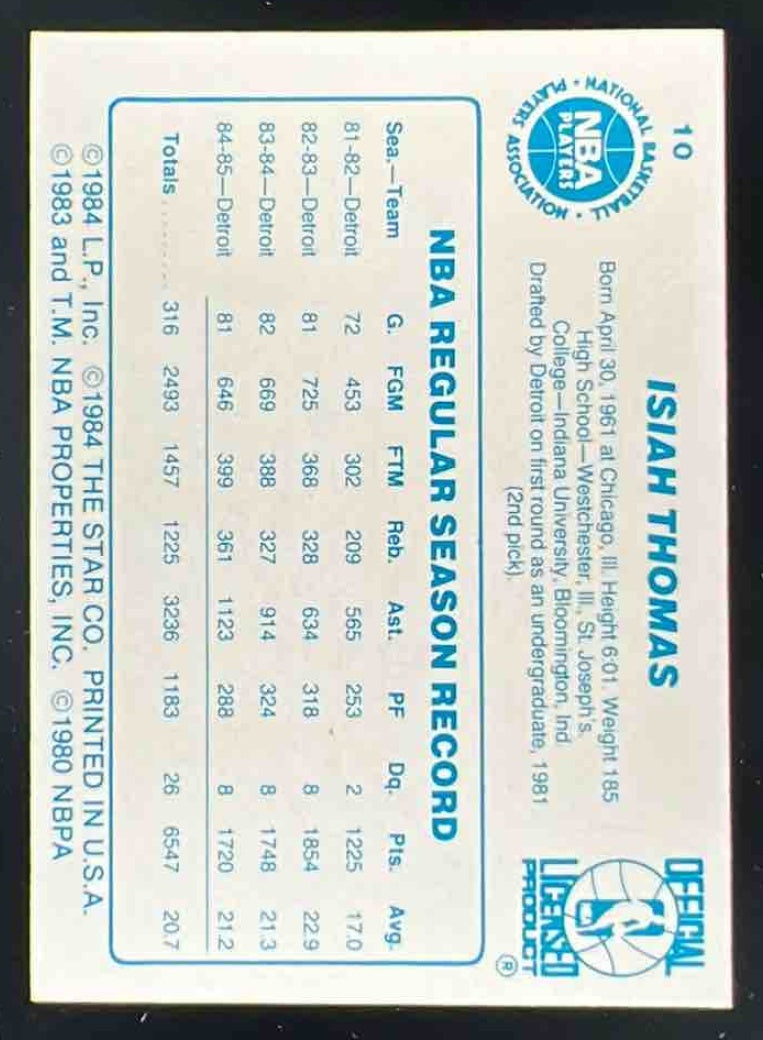 10
NATIONAL BASKETBALL PLAYERS ASSOCIATION
NBA
PLAYERS
ISIAH THOMAS
Born April 30, 1961 at Chicago, Ill. Height 6:01. Weight 185
High School—Westchester, Ill., St. Joseph's
College—Indiana University, Bloomington, Ind.
Drafted by Detroit on first round as an undergraduate, 1981
(2nd pick).
OFFICIAL
LICENSED
PRODUCT
®
NBA REGULAR SEASON RECORD
Sea.—Team G. FGM FTM Reb. Ast. PF Dq. Pts. Avg.
81-82—Detroit 72 453 302 209 565 253 2 1225 17.0
82-83—Detroit 81 725 368 328 634 318 8 1854 22.9
83-84—Detroit 82 669 388 327 914 324 8 1748 21.3
84-85—Detroit 81 646 399 361 1123 288 8 1720 21.2
Totals ......... 316 2493 1457 1225 3236 1183 26 6547 20.7
©1984 L.P., Inc. ©1984 THE STAR CO. PRINTED IN U.S.A.
©1983 and T.M. NBA PROPERTIES, INC. ©1980 NBPA